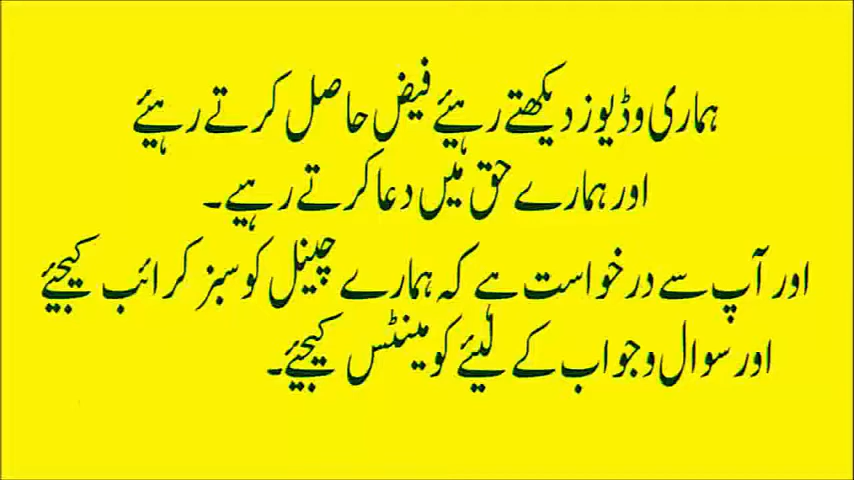 ہماری وڈیوز دیکھتے رہیئے فیض حاصل کرتے رہیئے
اور ہمارے حق میں دعا کرتے رہیے۔
اور آپ سے درخواست ہے کہ ہمارے چینل کو سبز کرائب کیجیئے
اور سوال و جواب کے لیئے کومینٹس کیجیئے۔